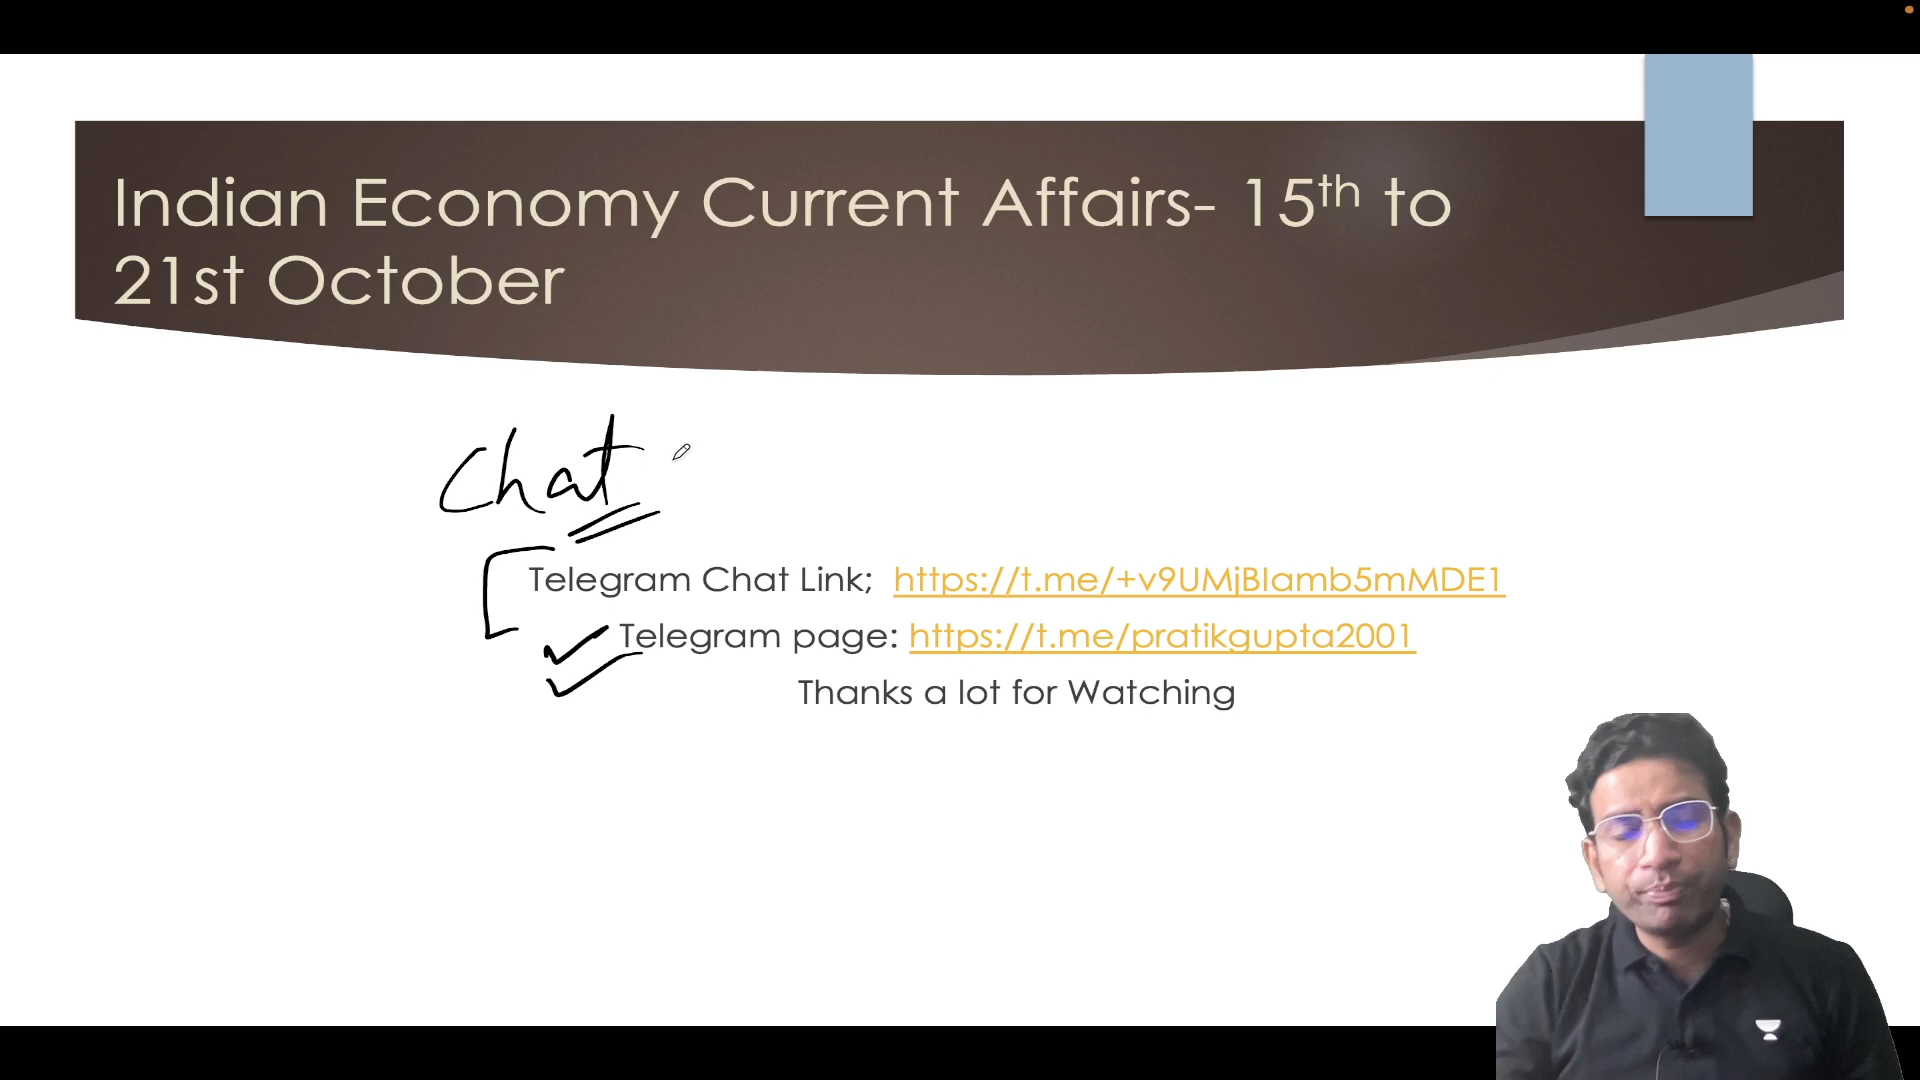 Indian Economy Current Affairs- 15th to
21st October
Chat
Telegram Chat Link; https://t.me/+v9UMjBIamb5mMDE1
Telegram page: https://t.me/pratikgupta2001
Thanks a lot for Watching